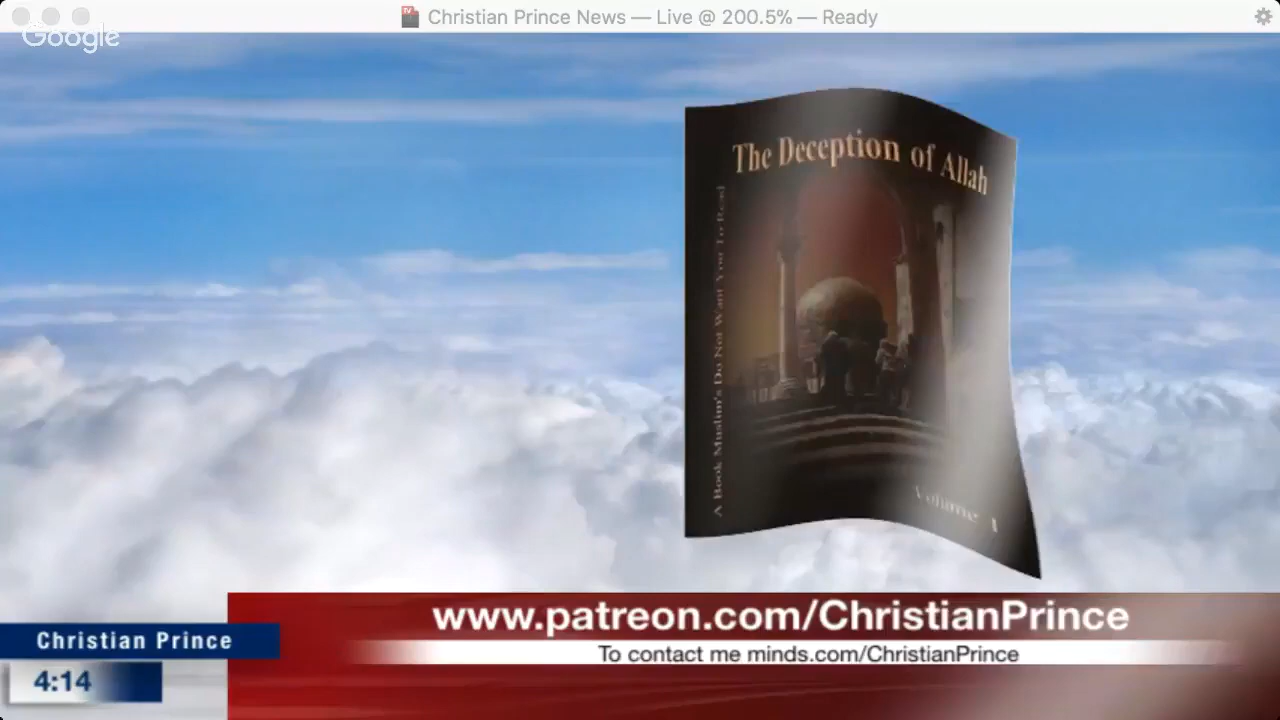 Christian Prince News — Live @ 200.5% — Ready
Google
The Deception of Allah
A Book Muslim's Do Not Want You To Read
Volume 1
www.patreon.com/ChristianPrince
Christian Prince
To contact me minds.com/ChristianPrince
4:14